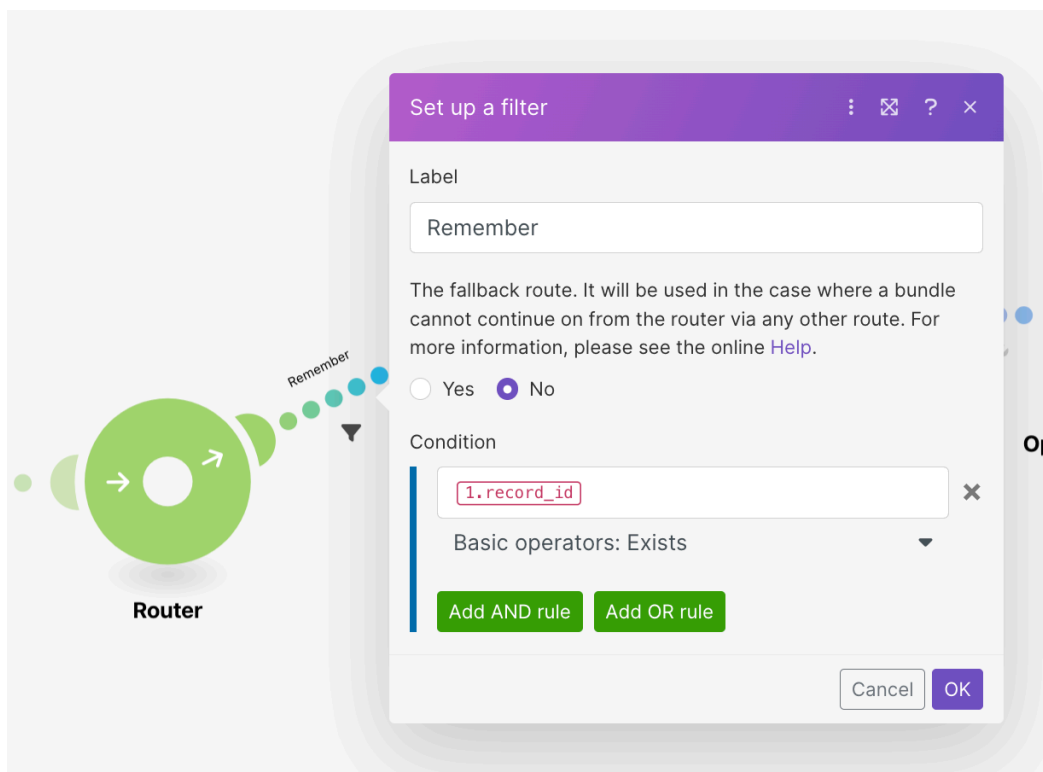 Set up a filter
?
Label
Remember
The fallback route. It will be used in the case where a bundle
cannot continue on from the router via any other route. For
more information, please see the online Help.
Yes No
Condition
1.record_id
Basic operators: Exists
Add AND rule Add OR rule
Cancel OK
Remember
Router